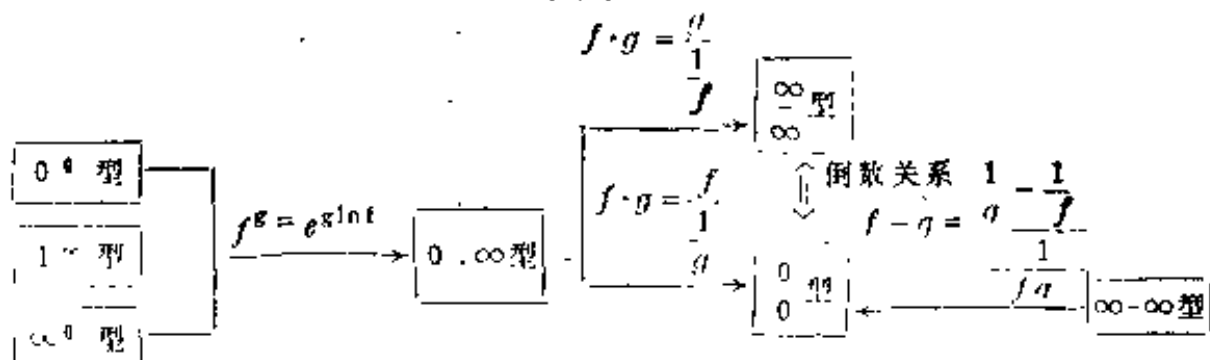 f·g = g/(1/f)
∞/∞ 型
0⁰ 型
倒数关系
f·g = f/(1/g)
f - g = (1/g - 1/f)/(1/(fg))
f^g = e^{g ln f}
1^∞ 型
0·∞型
0/0 型
∞-∞型
∞⁰ 型